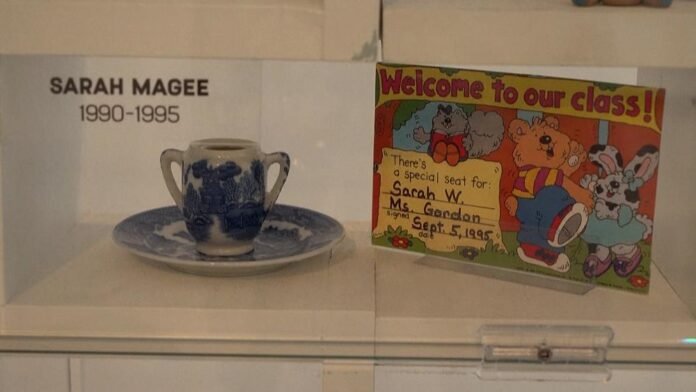 SARAH MAGEE
1990-1995
Welcome to our class!
There's
a special seat for:
Sarah W.
Ms. Gordon
signed
Sept. 5, 1995
date